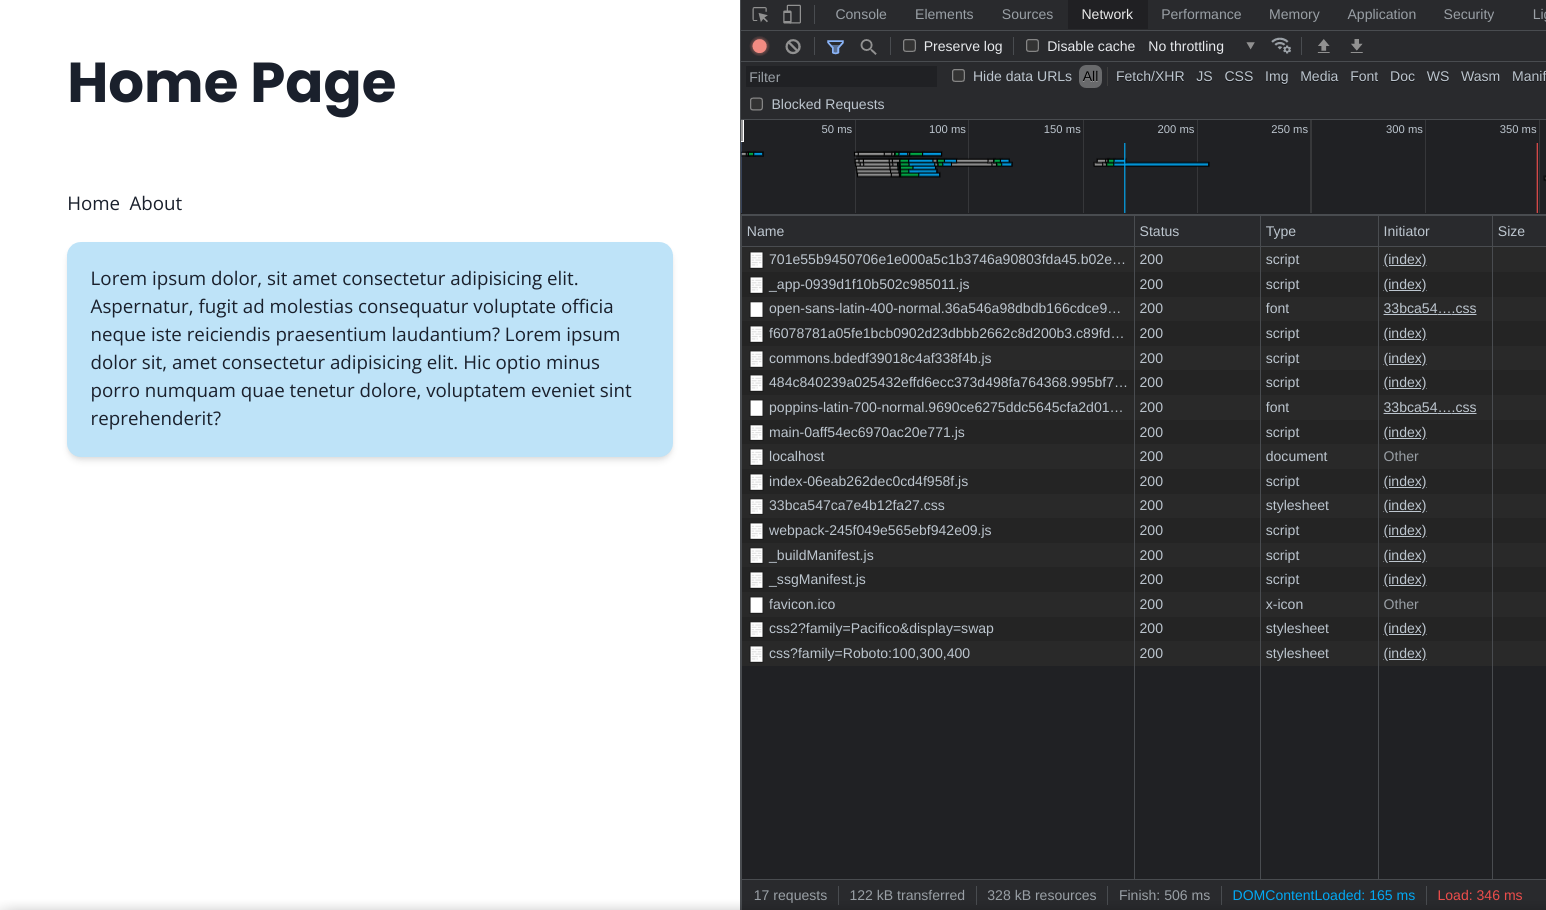 Home Page
Home About
Lorem ipsum dolor, sit amet consectetur adipisicing elit.
Aspernatur, fugit ad molestias consequatur voluptate officia
neque iste reiciendis praesentium laudantium? Lorem ipsum
dolor sit, amet consectetur adipisicing elit. Hic optio minus
porro numquam quae tenetur dolore, voluptatem eveniet sint
reprehenderit?
Console Elements Sources Network Performance Memory Application Security Li
Preserve log Disable cache No throttling
Filter Hide data URLs All Fetch/XHR JS CSS Img Media Font Doc WS Wasm Manif
Blocked Requests
50 ms 100 ms 150 ms 200 ms 250 ms 300 ms 350 ms
Name Status Type Initiator Size
701e55b9450706e1e000a5c1b3746a90803fda45.b02e… 200 script (index)
_app-0939d1f10b502c985011.js 200 script (index)
open-sans-latin-400-normal.36a546a98dbdb166cdce9… 200 font 33bca54….css
f6078781a05fe1bcb0902d23dbbb2662c8d200b3.c89fd… 200 script (index)
commons.bdedf39018c4af338f4b.js 200 script (index)
484c840239a025432effd6ecc373d498fa764368.995bf7… 200 script (index)
poppins-latin-700-normal.9690ce6275ddc5645cfa2d01… 200 font 33bca54….css
main-0aff54ec6970ac20e771.js 200 script (index)
localhost 200 document Other
index-06eab262dec0cd4f958f.js 200 script (index)
33bca547ca7e4b12fa27.css 200 stylesheet (index)
webpack-245f049e565ebf942e09.js 200 script (index)
_buildManifest.js 200 script (index)
_ssgManifest.js 200 script (index)
favicon.ico 200 x-icon Other
css2?family=Pacifico&display=swap 200 stylesheet (index)
css?family=Roboto:100,300,400 200 stylesheet (index)
17 requests 122 kB transferred 328 kB resources Finish: 506 ms DOMContentLoaded: 165 ms Load: 346 ms